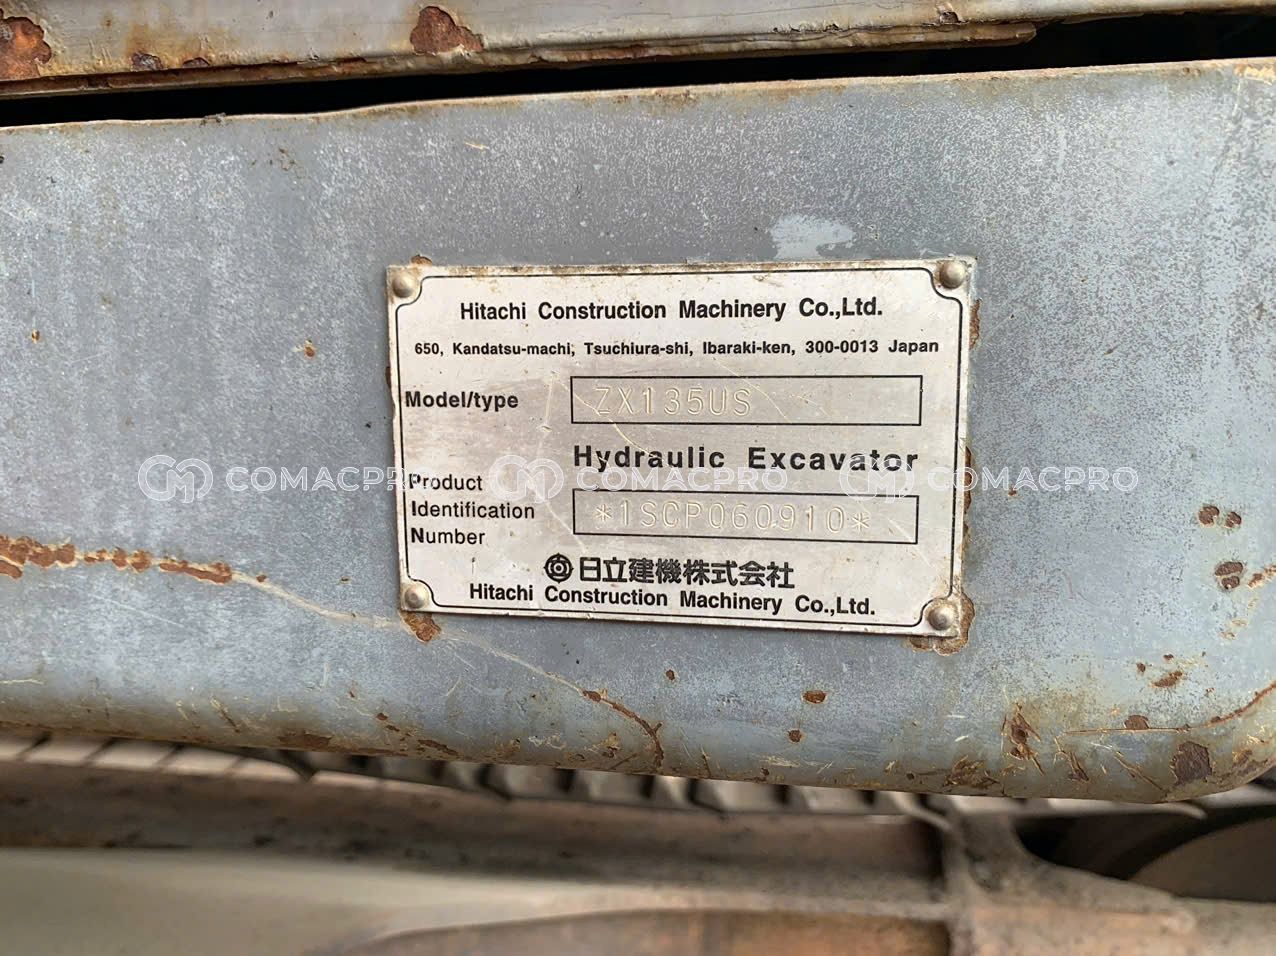 Hitachi Construction Machinery Co.,Ltd.
650, Kandatsu-machi, Tsuchiura-shi, Ibaraki-ken, 300-0013 Japan
Model/type ZX135US
Hydraulic Excavator
Product
Identification
Number
*1SCP060910*
日立建機株式会社
Hitachi Construction Machinery Co.,Ltd.
COMACPRO COMACPRO COMACPRO